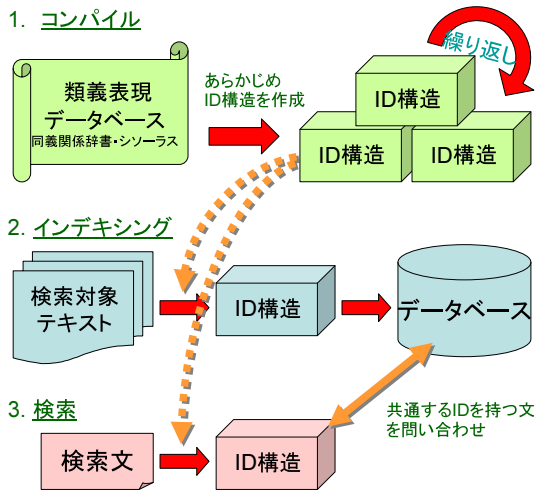 1. コンパイル
繰り返し
類義表現
データベース
同義関係辞書・シソーラス
あらかじめ
ID構造を作成
ID構造
ID構造
ID構造
2. インデキシング
検索対象
テキスト
ID構造
データベース
3. 検索
検索文
ID構造
共通するIDを持つ文
を問い合わせ